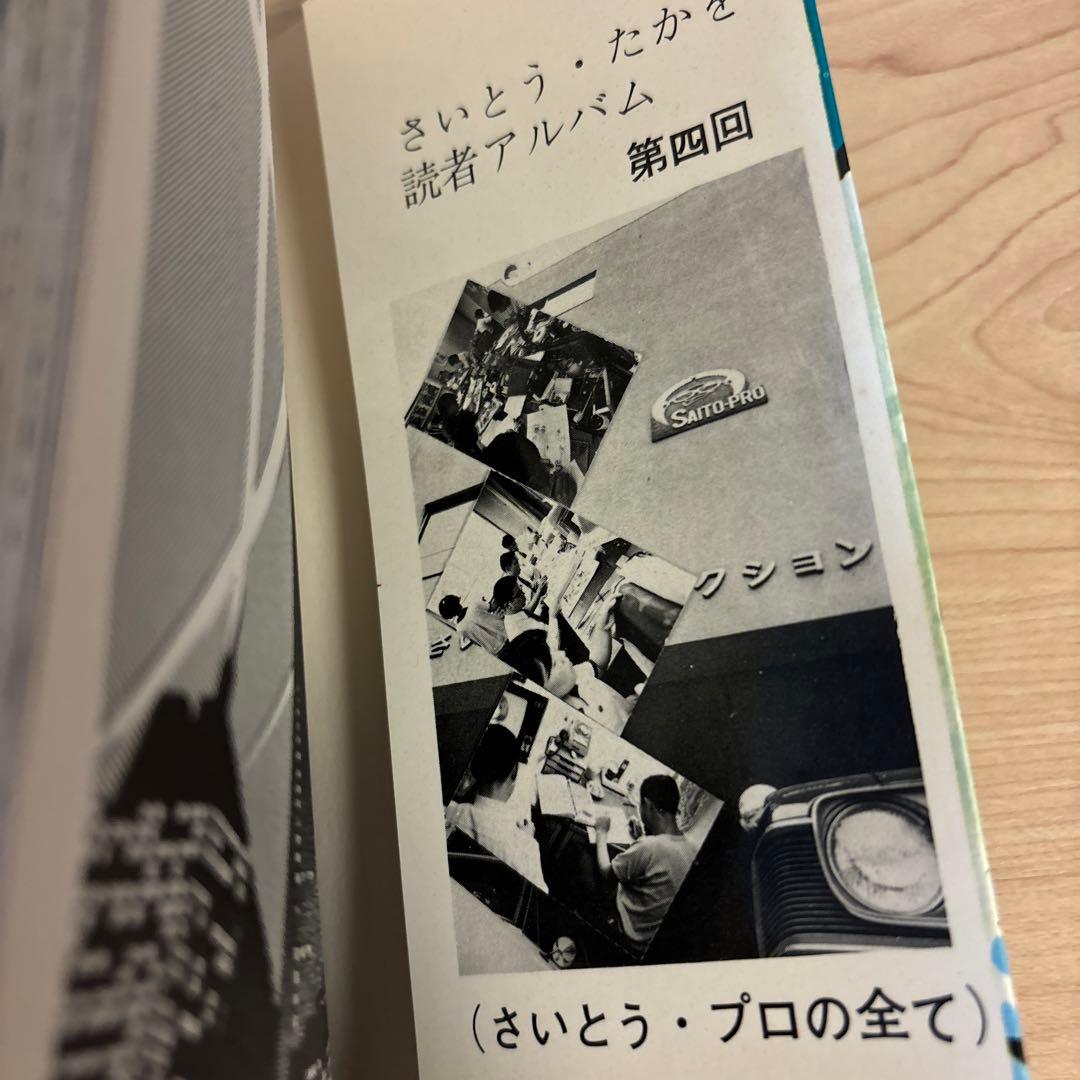 さいとう・たかを
読者アルバム
第四回
SAITO-PRO
クション
(さいとう・プロの全て)